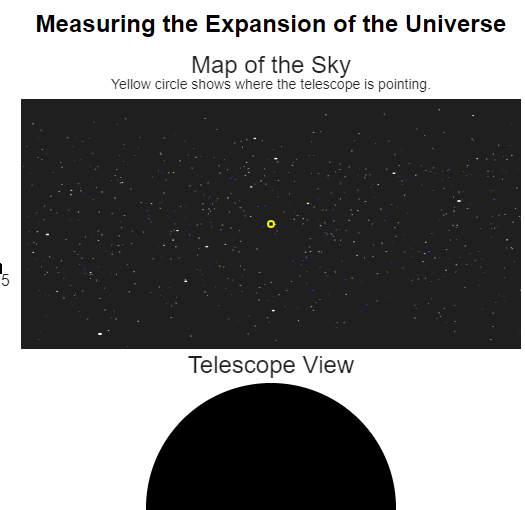 Measuring the Expansion of the Universe
Map of the Sky
Yellow circle shows where the telescope is pointing.
5
Telescope View